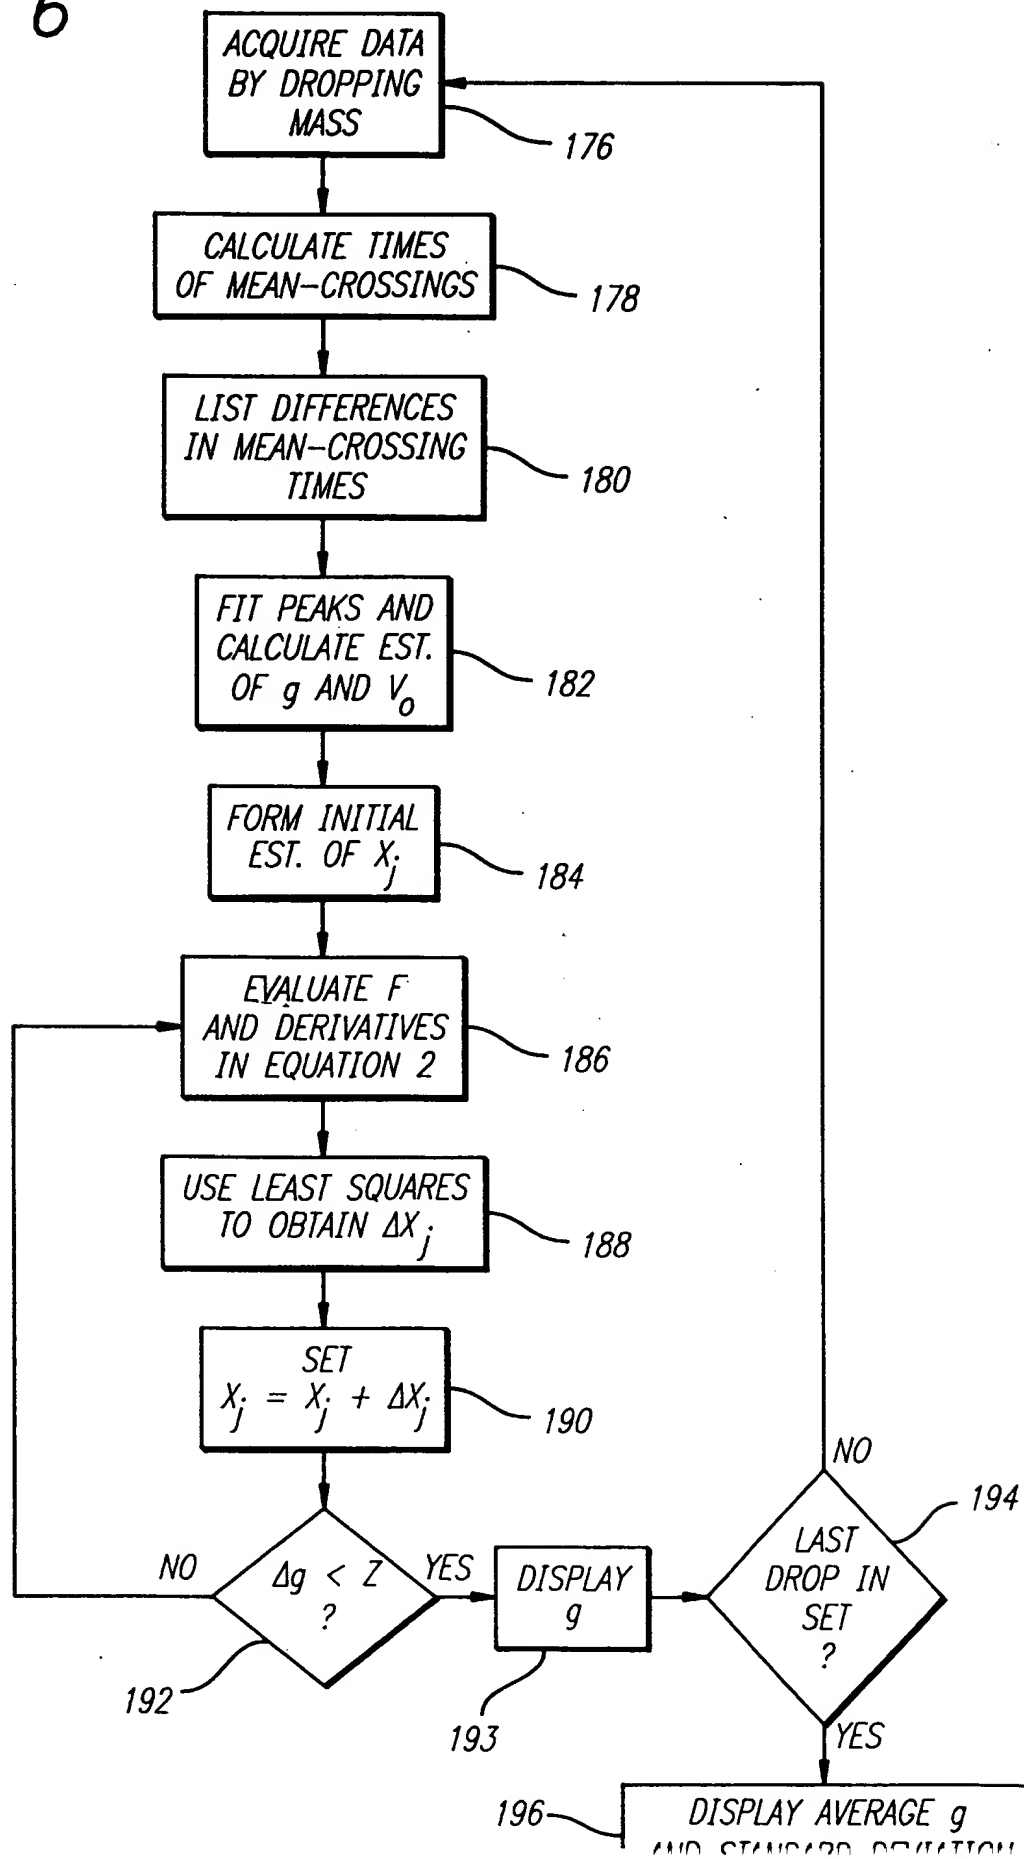 6
ACQUIRE DATA
BY DROPPING
MASS
176
CALCULATE TIMES
OF MEAN-CROSSINGS
178
LIST DIFFERENCES
IN MEAN-CROSSING
TIMES
180
FIT PEAKS AND
CALCULATE EST.
OF g AND V₀
182
FORM INITIAL
EST. OF Xⱼ
184
EVALUATE F
AND DERIVATIVES
IN EQUATION 2
186
USE LEAST SQUARES
TO OBTAIN ΔXⱼ
188
SET
Xⱼ = Xⱼ + ΔXⱼ
190
NO
Δg < Z
?
YES
192
DISPLAY
g
193
NO
194
LAST
DROP IN
SET
?
YES
196
DISPLAY AVERAGE g
AND STANDARD DEVIATION